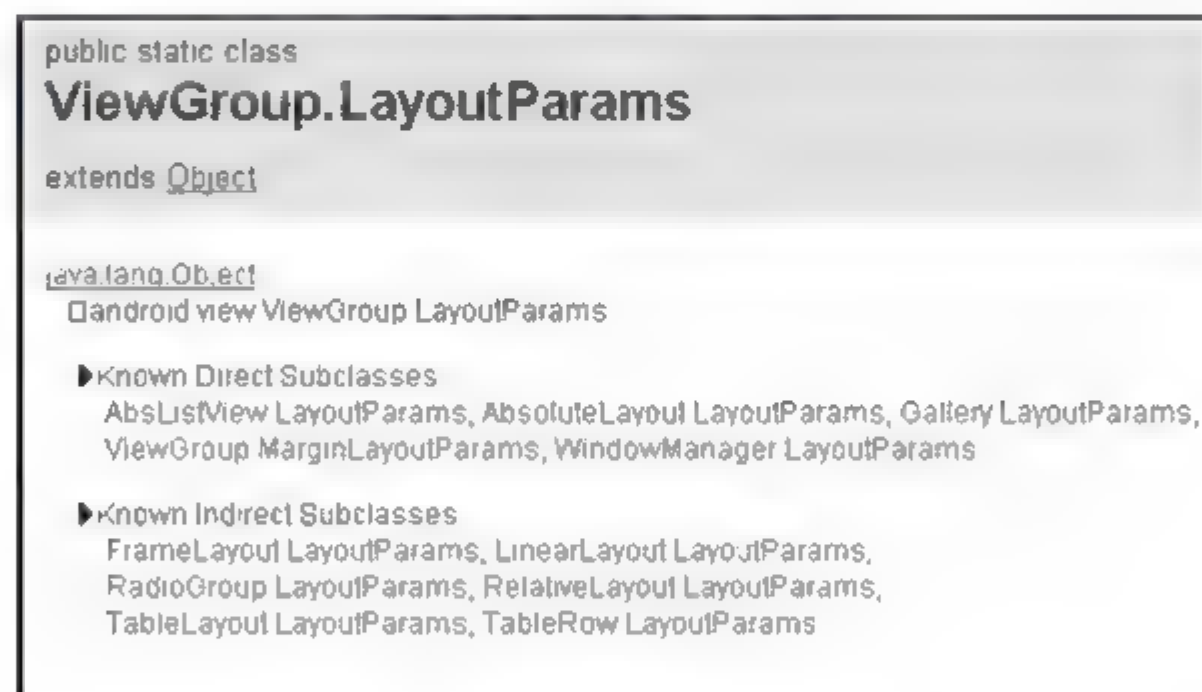 public static class
ViewGroup.LayoutParams
extends Object
java.lang.Object
android view ViewGroup LayoutParams
Known Direct Subclasses
AbsListView LayoutParams, AbsoluteLayout LayoutParams, Gallery LayoutParams,
ViewGroup MarginLayoutParams, WindowManager LayoutParams
Known Indirect Subclasses
FrameLayout LayoutParams, LinearLayout LayoutParams,
RadioGroup LayoutParams, RelativeLayout LayoutParams,
TableLayout LayoutParams, TableRow LayoutParams